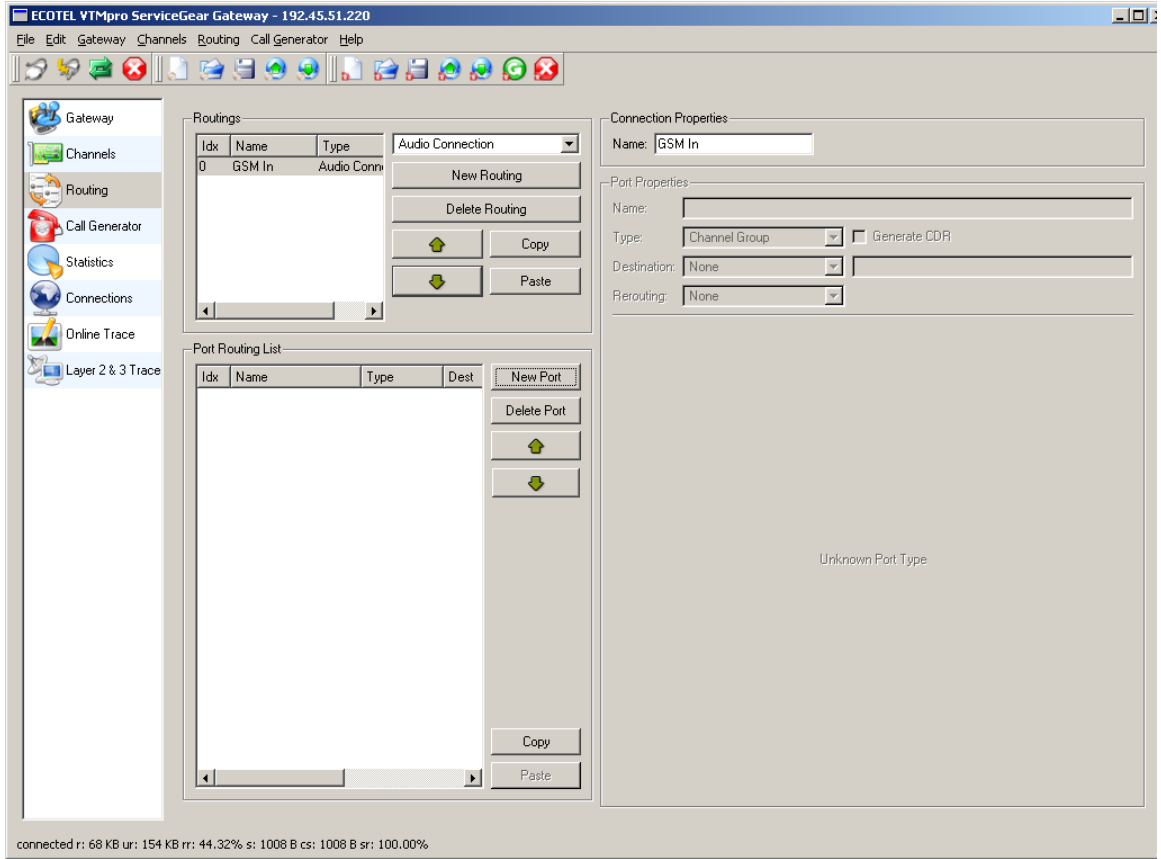 ECOTEL VTMpro ServiceGear Gateway - 192.45.51.220
File Edit Gateway Channels Routing Call Generator Help
Gateway
Channels
Routing
Call Generator
Statistics
Connections
Online Trace
Layer 2 & 3 Trace
Routings
Idx Name Type
0 GSM In Audio Conn
Audio Connection
New Routing
Delete Routing
Copy
Paste
Port Routing List
Idx Name Type Dest
New Port
Delete Port
Copy
Paste
Connection Properties
Name: GSM In
Port Properties
Name:
Type: Channel Group Generate CDR
Destination: None
Rerouting: None
Unknown Port Type
connected r: 68 KB ur: 154 KB rr: 44.32% s: 1008 B cs: 1008 B sr: 100.00%